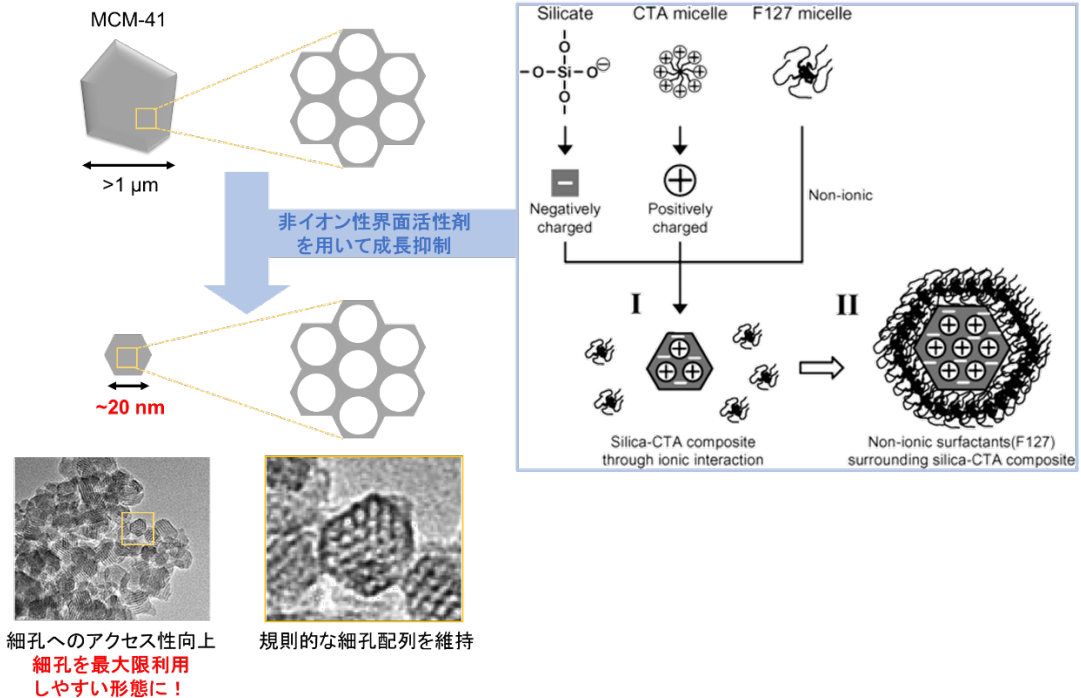 MCM-41
>1 μm
非イオン性界面活性剤
を用いて成長抑制
~20 nm
細孔へのアクセス性向上
細孔を最大限利用
しやすい形態に！
規則的な細孔配列を維持
Silicate
CTA micelle
F127 micelle
O
O Si O ⊖
O
Negatively
charged
Positively
charged
Non-ionic
I
II
Silica-CTA composite
through ionic interaction
Non-ionic surfactants(F127)
surrounding silica-CTA composite